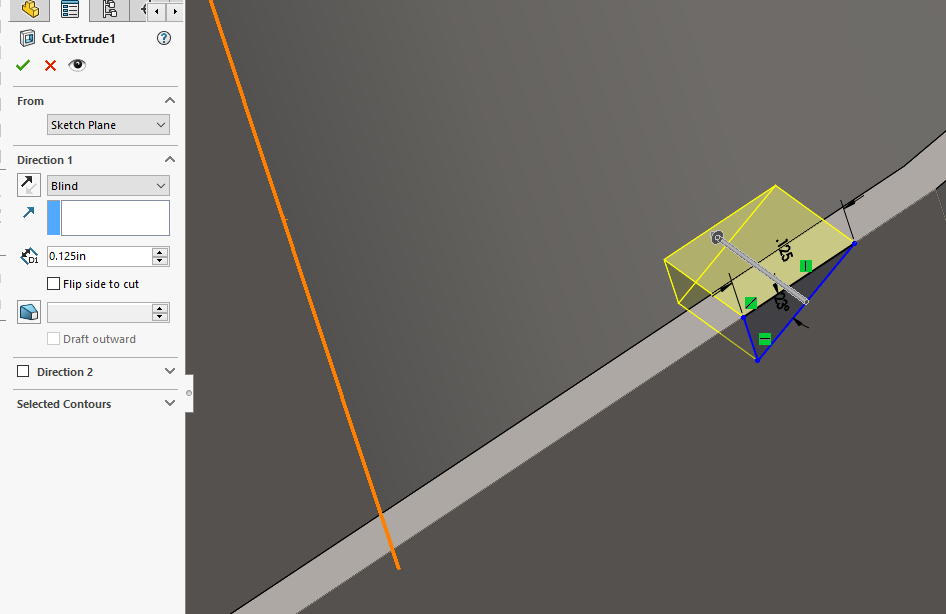 Cut-Extrude1
?
From
Sketch Plane
Direction 1
Blind
D1
0.125in
Flip side to cut
Draft outward
Direction 2
Selected Contours
.125